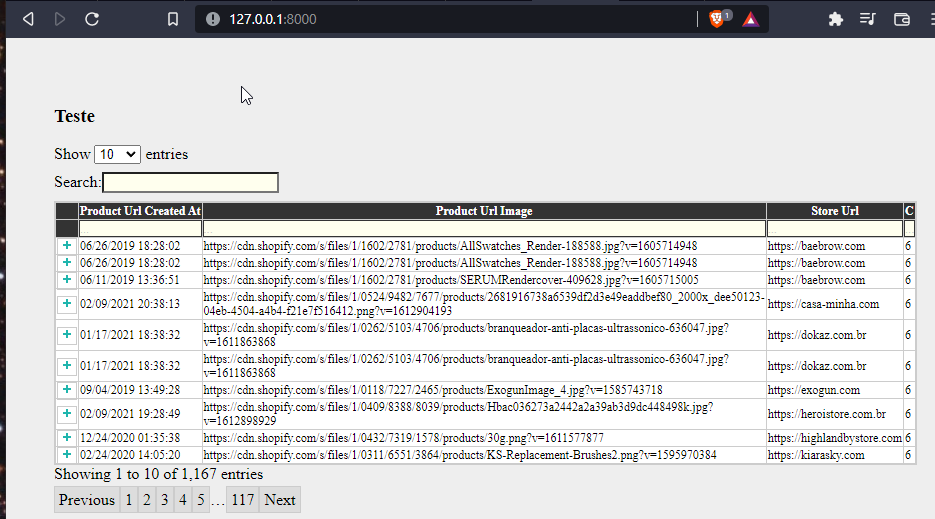 127.0.0.1:8000
1
Teste
Show 10 entries
Search:
Product Url Created At Product Url Image Store Url C
+ 06/26/2019 18:28:02 https://cdn.shopify.com/s/files/1/1602/2781/products/AllSwatches_Render-188588.jpg?v=1605714948 https://baebrow.com 6
+ 06/26/2019 18:28:02 https://cdn.shopify.com/s/files/1/1602/2781/products/AllSwatches_Render-188588.jpg?v=1605714948 https://baebrow.com 6
+ 06/11/2019 13:36:51 https://cdn.shopify.com/s/files/1/1602/2781/products/SERUMRendercover-409628.jpg?v=1605715005 https://baebrow.com 6
+ 02/09/2021 20:38:13 https://cdn.shopify.com/s/files/1/0524/9482/7677/products/2681916738a6539df2d3e49eaddbef80_2000x_dee50123-
04eb-4504-a4b4-f21e7f516412.png?v=1612904193 https://casa-minha.com 6
+ 01/17/2021 18:38:32 https://cdn.shopify.com/s/files/1/0262/5103/4706/products/branqueador-anti-placas-ultrassonico-636047.jpg?
v=1611863868 https://dokaz.com.br 6
+ 01/17/2021 18:38:32 https://cdn.shopify.com/s/files/1/0262/5103/4706/products/branqueador-anti-placas-ultrassonico-636047.jpg?
v=1611863868 https://dokaz.com.br 6
+ 09/04/2019 13:49:28 https://cdn.shopify.com/s/files/1/0118/7227/2465/products/ExogunImage_4.jpg?v=1585743718 https://exogun.com 6
+ 02/09/2021 19:28:49 https://cdn.shopify.com/s/files/1/0409/8388/8039/products/Hbac036273a2442a2a39ab3d9dc448498k.jpg?
v=1612898929 https://heroistore.com.br 6
+ 12/24/2020 01:35:38 https://cdn.shopify.com/s/files/1/0432/7319/1578/products/30g.png?v=1611577877 https://highlandbystore.com 6
+ 02/24/2020 14:05:20 https://cdn.shopify.com/s/files/1/0311/6551/3864/products/KS-Replacement-Brushes2.png?v=1595970384 https://kiarasky.com 6
Showing 1 to 10 of 1,167 entries
Previous 1 2 3 4 5 … 117 Next